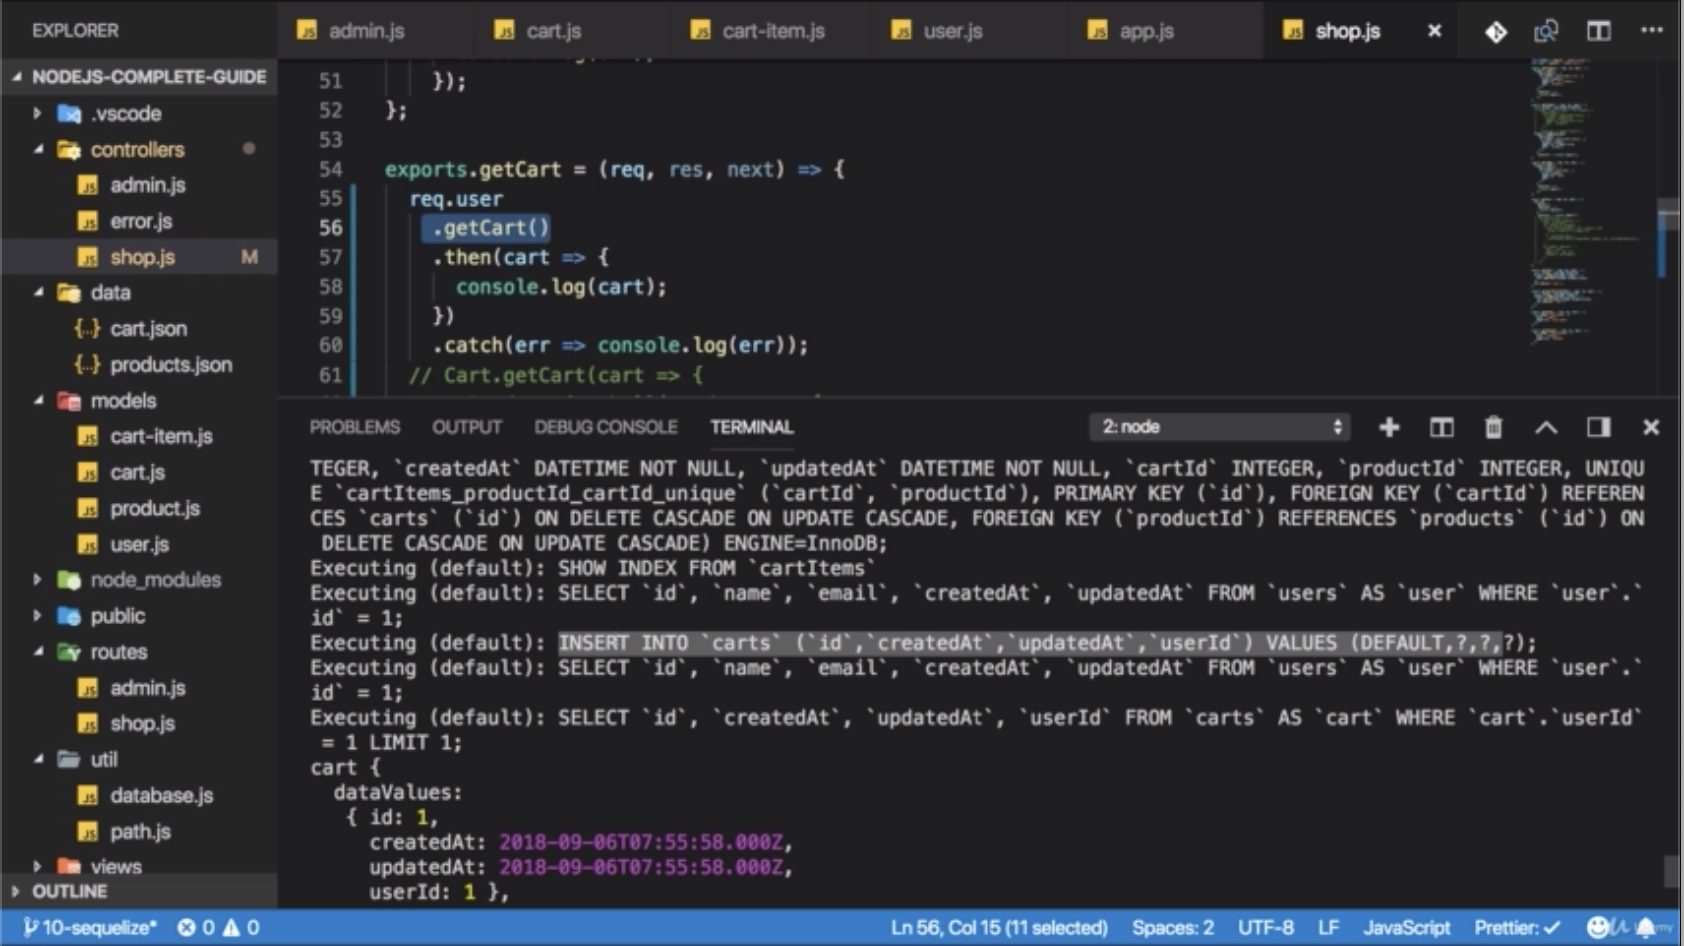 EXPLORER
admin.js
cart.js
cart-item.js
user.js
app.js
shop.js
NODEJS-COMPLETE-GUIDE
.vscode
controllers
admin.js
error.js
shop.js M
data
cart.json
products.json
models
cart-item.js
cart.js
product.js
user.js
node_modules
public
routes
admin.js
shop.js
util
database.js
path.js
views
OUTLINE
51 });
52 };
53
54 exports.getCart = (req, res, next) => {
55 req.user
56 .getCart()
57 .then(cart => {
58 console.log(cart);
59 })
60 .catch(err => console.log(err));
61 // Cart.getCart(cart => {
PROBLEMS OUTPUT DEBUG CONSOLE TERMINAL 2: node
TEGER, `createdAt` DATETIME NOT NULL, `updatedAt` DATETIME NOT NULL, `cartId` INTEGER, `productId` INTEGER, UNIQU
E `cartItems_productId_cartId_unique` (`cartId`, `productId`), PRIMARY KEY (`id`), FOREIGN KEY (`cartId`) REFEREN
CES `carts` (`id`) ON DELETE CASCADE ON UPDATE CASCADE, FOREIGN KEY (`productId`) REFERENCES `products` (`id`) ON
DELETE CASCADE ON UPDATE CASCADE) ENGINE=InnoDB;
Executing (default): SHOW INDEX FROM `cartItems`
Executing (default): SELECT `id`, `name`, `email`, `createdAt`, `updatedAt` FROM `users` AS `user` WHERE `user`.`
id` = 1;
Executing (default): INSERT INTO `carts` (`id`,`createdAt`,`updatedAt`,`userId`) VALUES (DEFAULT,?,?,?);
Executing (default): SELECT `id`, `name`, `email`, `createdAt`, `updatedAt` FROM `users` AS `user` WHERE `user`.`
id` = 1;
Executing (default): SELECT `id`, `createdAt`, `updatedAt`, `userId` FROM `carts` AS `cart` WHERE `cart`.`userId`
= 1 LIMIT 1;
cart {
dataValues:
{ id: 1,
createdAt: 2018-09-06T07:55:58.000Z,
updatedAt: 2018-09-06T07:55:58.000Z,
userId: 1 },
10-sequelize* 0 0 Ln 56, Col 15 (11 selected) Spaces: 2 UTF-8 LF JavaScript Prettier: ✓